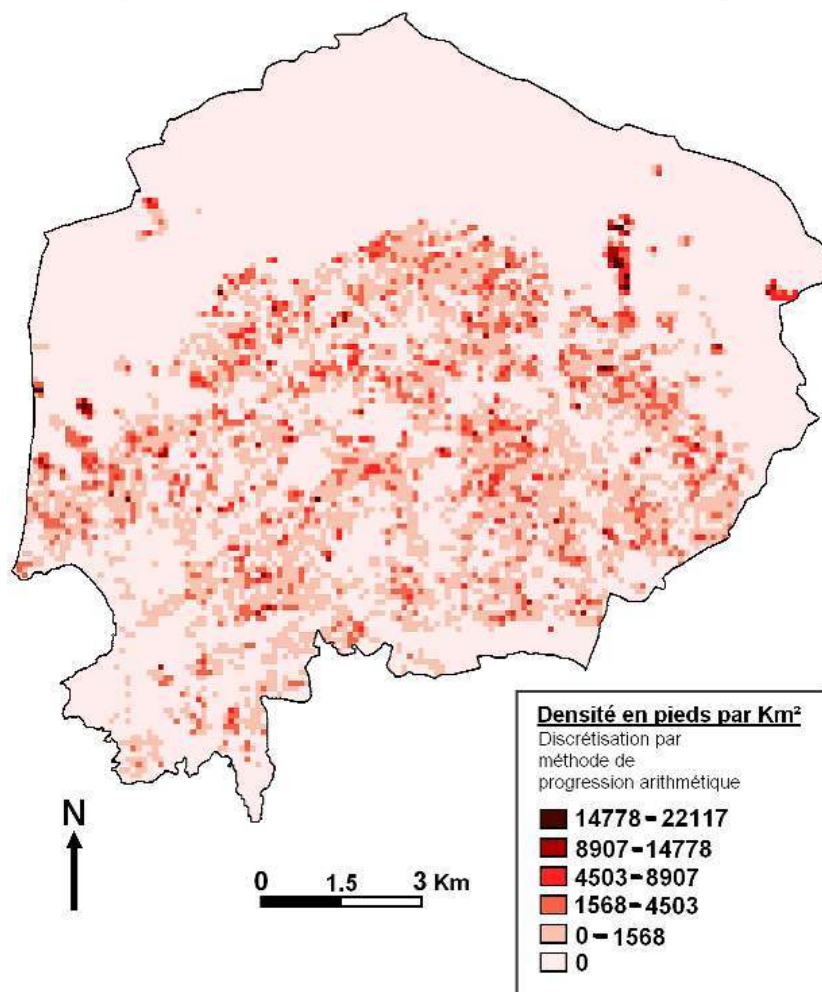 Densité en pieds par Km²
Discrétisation par
méthode de
progression arithmétique
14778-22117
8907-14778
4503-8907
1568-4503
0-1568
0
N
0 1.5 3 Km